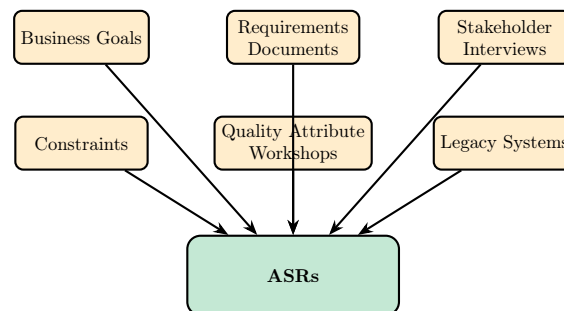 Business Goals
Requirements
Documents
Stakeholder
Interviews
Constraints
Quality Attribute
Workshops
Legacy Systems
ASRs